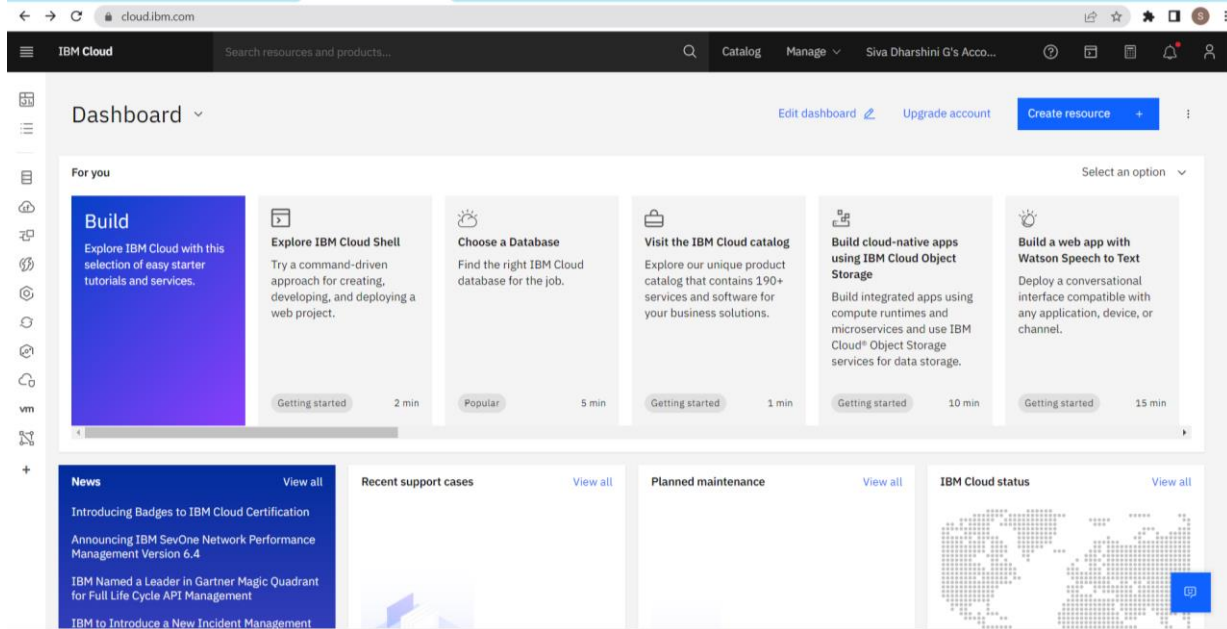 cloud.ibm.com
S
IBM Cloud
Search resources and products...
Catalog
Manage
Siva Dharshini G's Acco...
Dashboard
Edit dashboard
Upgrade account
Create resource +
For you
Select an option
Build
Explore IBM Cloud with this
selection of easy starter
tutorials and services.
Explore IBM Cloud Shell
Try a command-driven
approach for creating,
developing, and deploying a
web project.
Getting started
2 min
Choose a Database
Find the right IBM Cloud
database for the job.
Popular
5 min
Visit the IBM Cloud catalog
Explore our unique product
catalog that contains 190+
services and software for
your business solutions.
Getting started
1 min
Build cloud-native apps
using IBM Cloud Object
Storage
Build integrated apps using
compute runtimes and
microservices and use IBM
Cloud® Object Storage
services for data storage.
Getting started
10 min
Build a web app with
Watson Speech to Text
Deploy a conversational
interface compatible with
any application, device, or
channel.
Getting started
15 min
vm
News
View all
Introducing Badges to IBM Cloud Certification
Announcing IBM SevOne Network Performance
Management Version 6.4
IBM Named a Leader in Gartner Magic Quadrant
for Full Life Cycle API Management
IBM to Introduce a New Incident Management
Recent support cases
View all
Planned maintenance
View all
IBM Cloud status
View all